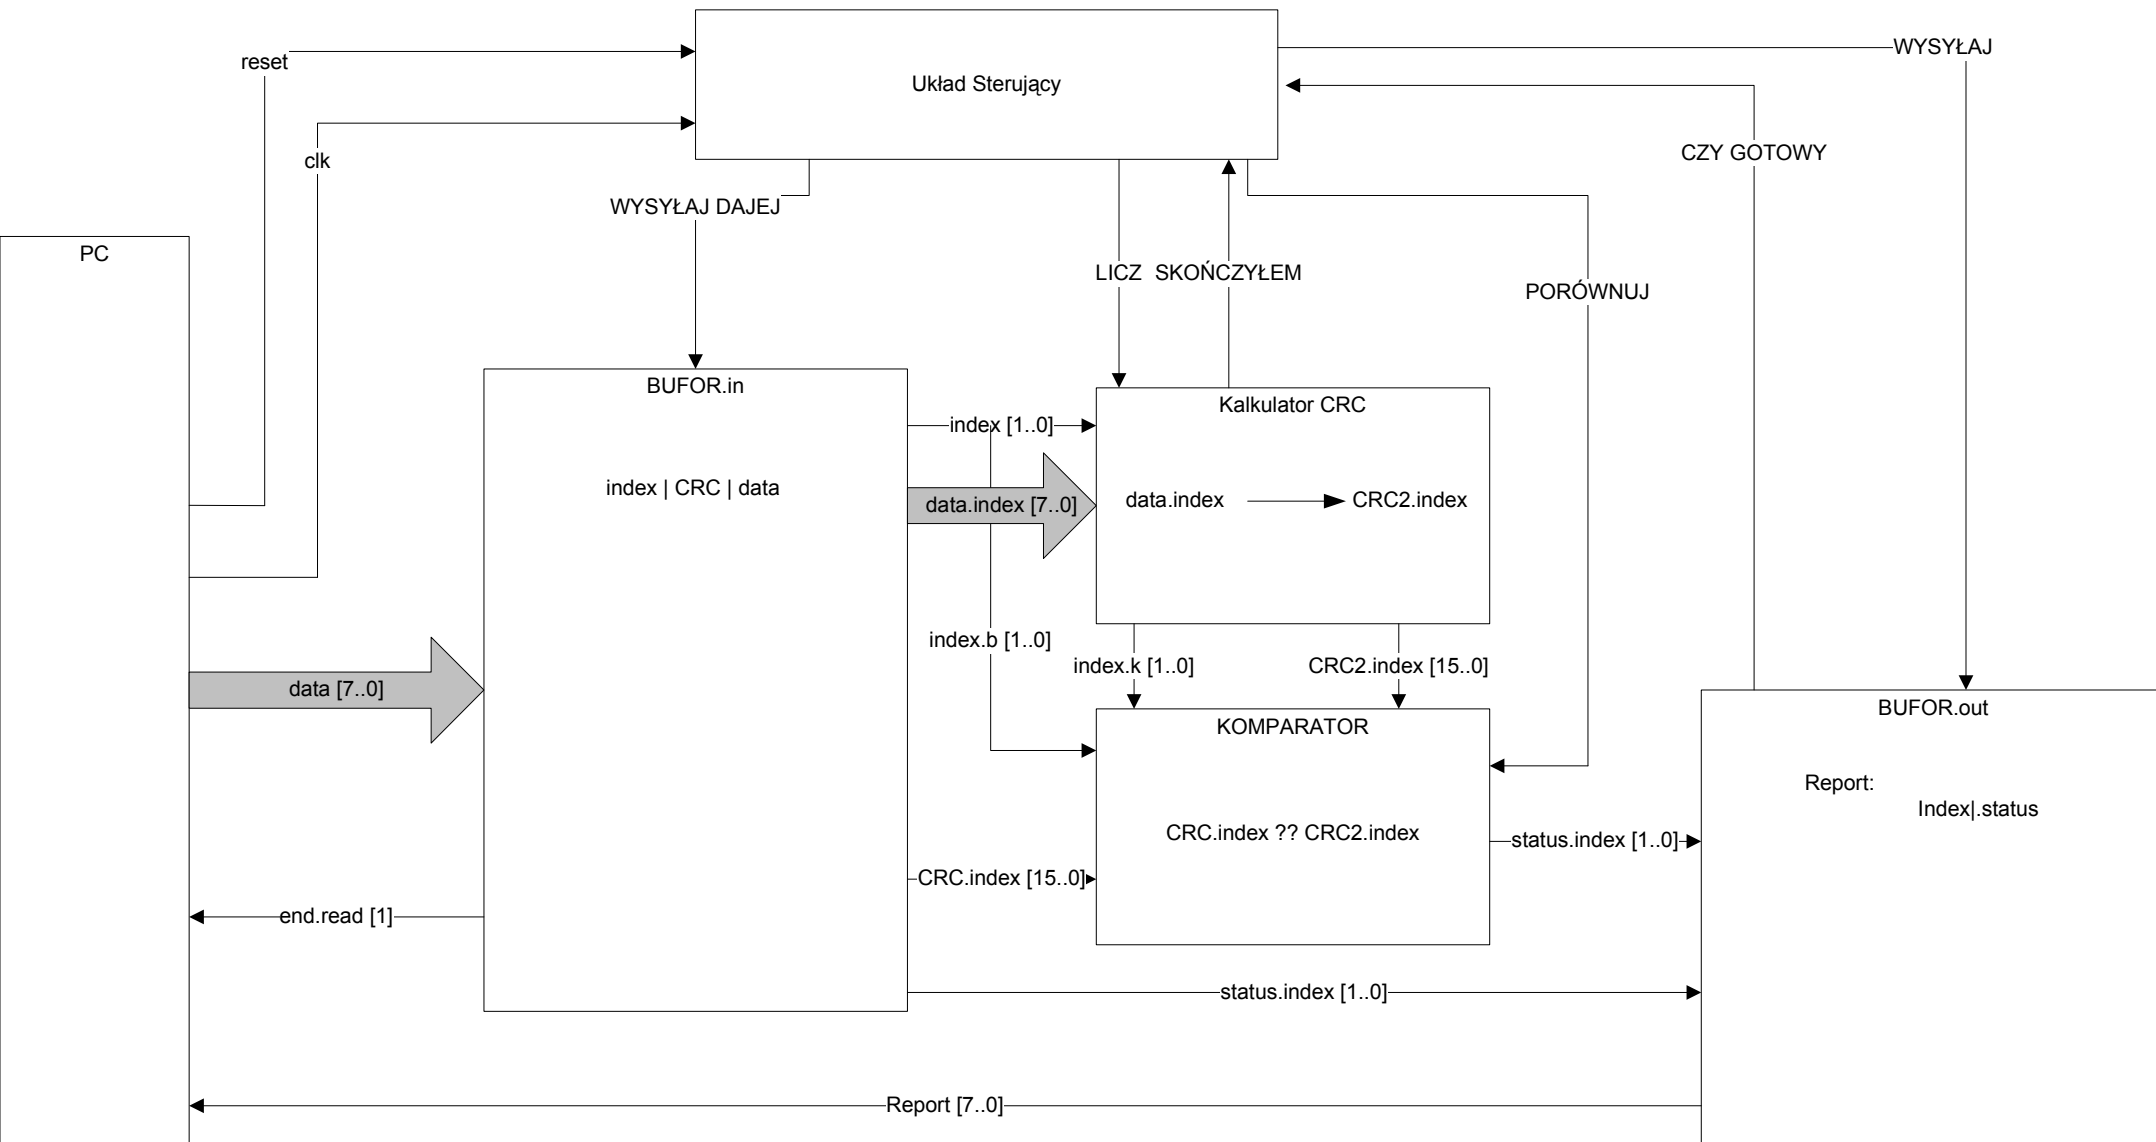 WYSYŁAJ
reset
Układ Sterujący
CZY GOTOWY
clk
WYSYŁAJ DAJEJ
PC
LICZ
SKOŃCZYŁEM
PORÓWNUJ
BUFOR.in
Kalkulator CRC
index [1..0]
index | CRC | data
data.index [7..0]
data.index
CRC2.index
index.b [1..0]
index.k [1..0]
CRC2.index [15..0]
data [7..0]
BUFOR.out
KOMPARATOR
Report:
Index|.status
CRC.index ?? CRC2.index
status.index [1..0]
CRC.index [15..0]
end.read [1]
status.index [1..0]
Report [7..0]